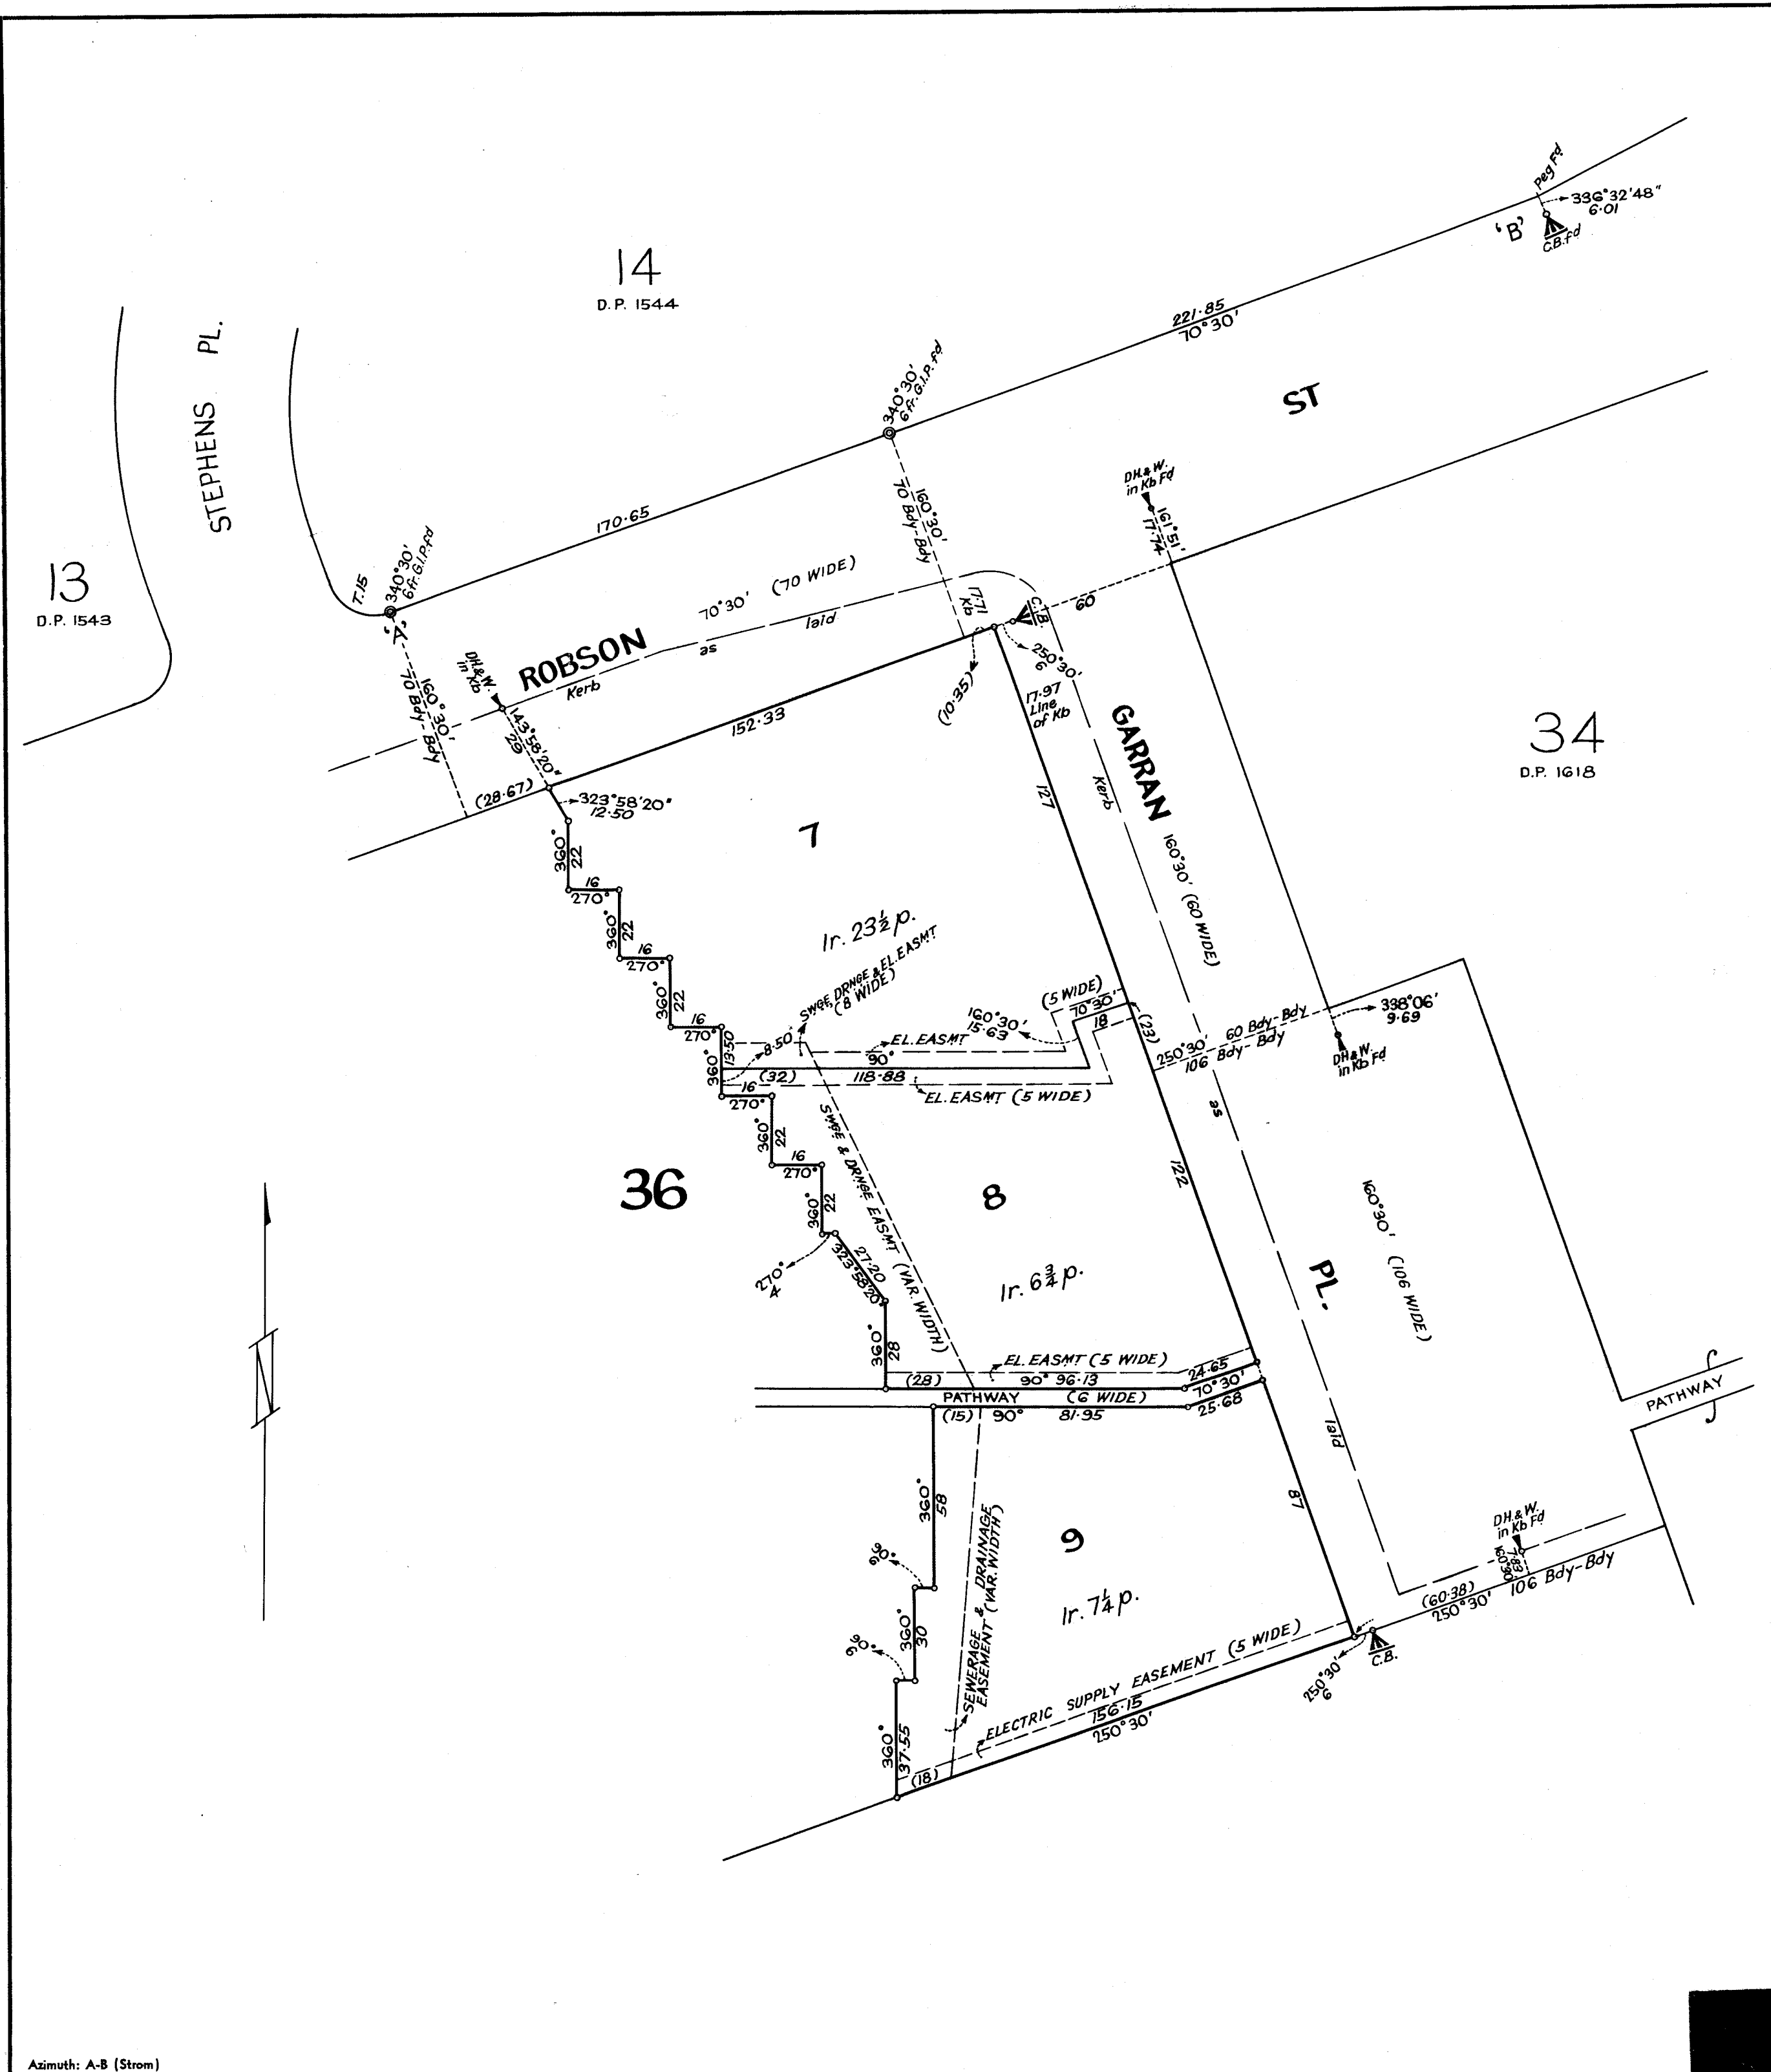 Peg Fd
336°32'48"
6·01
'B'
C.B.fd
14
D.P. 1544
STEPHENS PL.
221·85
70°30'
340°30'
6fr.G.I.P.fd
ST
170·65
160°30'
70 Bdy-Bdy
DH.& W.
in Kb Fd
161°51'
17·74
13
D.P. 1543
T.15
340°30'
6fr.G.I.P.fd
'A'
70°30' (70 WIDE)
ROBSON
Kerb
as
laid
17·71
Kb
C.B.
60
250°30'
6
(10·35)
17·97
Line
of Kb
DH.& W.
in Kb
160°30'
70 Bdy-Bdy
143°58'20"
29
152·33
(28·67)
323°58'20"
12·50
GARRAN
160°30' (60 WIDE)
Kerb
127
34
D.P. 1618
7
1r. 23½p.
360°
22
16
270°
360°
22
16
270°
360°
22
16
270°
360°
13·50
8·50'
SWGE, DRNGE & EL.EASMT
(8 WIDE)
(5 WIDE)
70°30'
18
160°30'
15·63
EL.EASMT
90°
(32)
118·88
(23)
EL.EASMT (5 WIDE)
250°30'
60 Bdy-Bdy
106 Bdy-Bdy
338°06'
9·69
DH.& W.
in Kb Fd
16
270°
360°
22
16
270°
360°
22
270°
4
27·20
323°58'20"
360°
28
SWGE & DRNGE EASMT (VAR.WIDTH)
36
8
1r. 6¾p.
as
122
160°30' (106 WIDE)
PL.
EL.EASMT (5 WIDE)
(28)
90° 96·13
24·65
70°30'
PATHWAY (6 WIDE)
25·68
(15) 90° 81·95
PATHWAY
laid
360°
58
90°
6
360°
30
90°
6
360°
37·55
SEWERAGE & DRAINAGE
EASEMENT (VAR.WIDTH)
9
1r. 7¼p.
87
DH.& W.
in Kb Fd
7·83
160°30'
(60·38)
250°30' 106 Bdy-Bdy
C.B.
250°30'
6
ELECTRIC SUPPLY EASEMENT (5 WIDE)
156·15
250°30'
(18)
Azimuth: A-B (Strom)